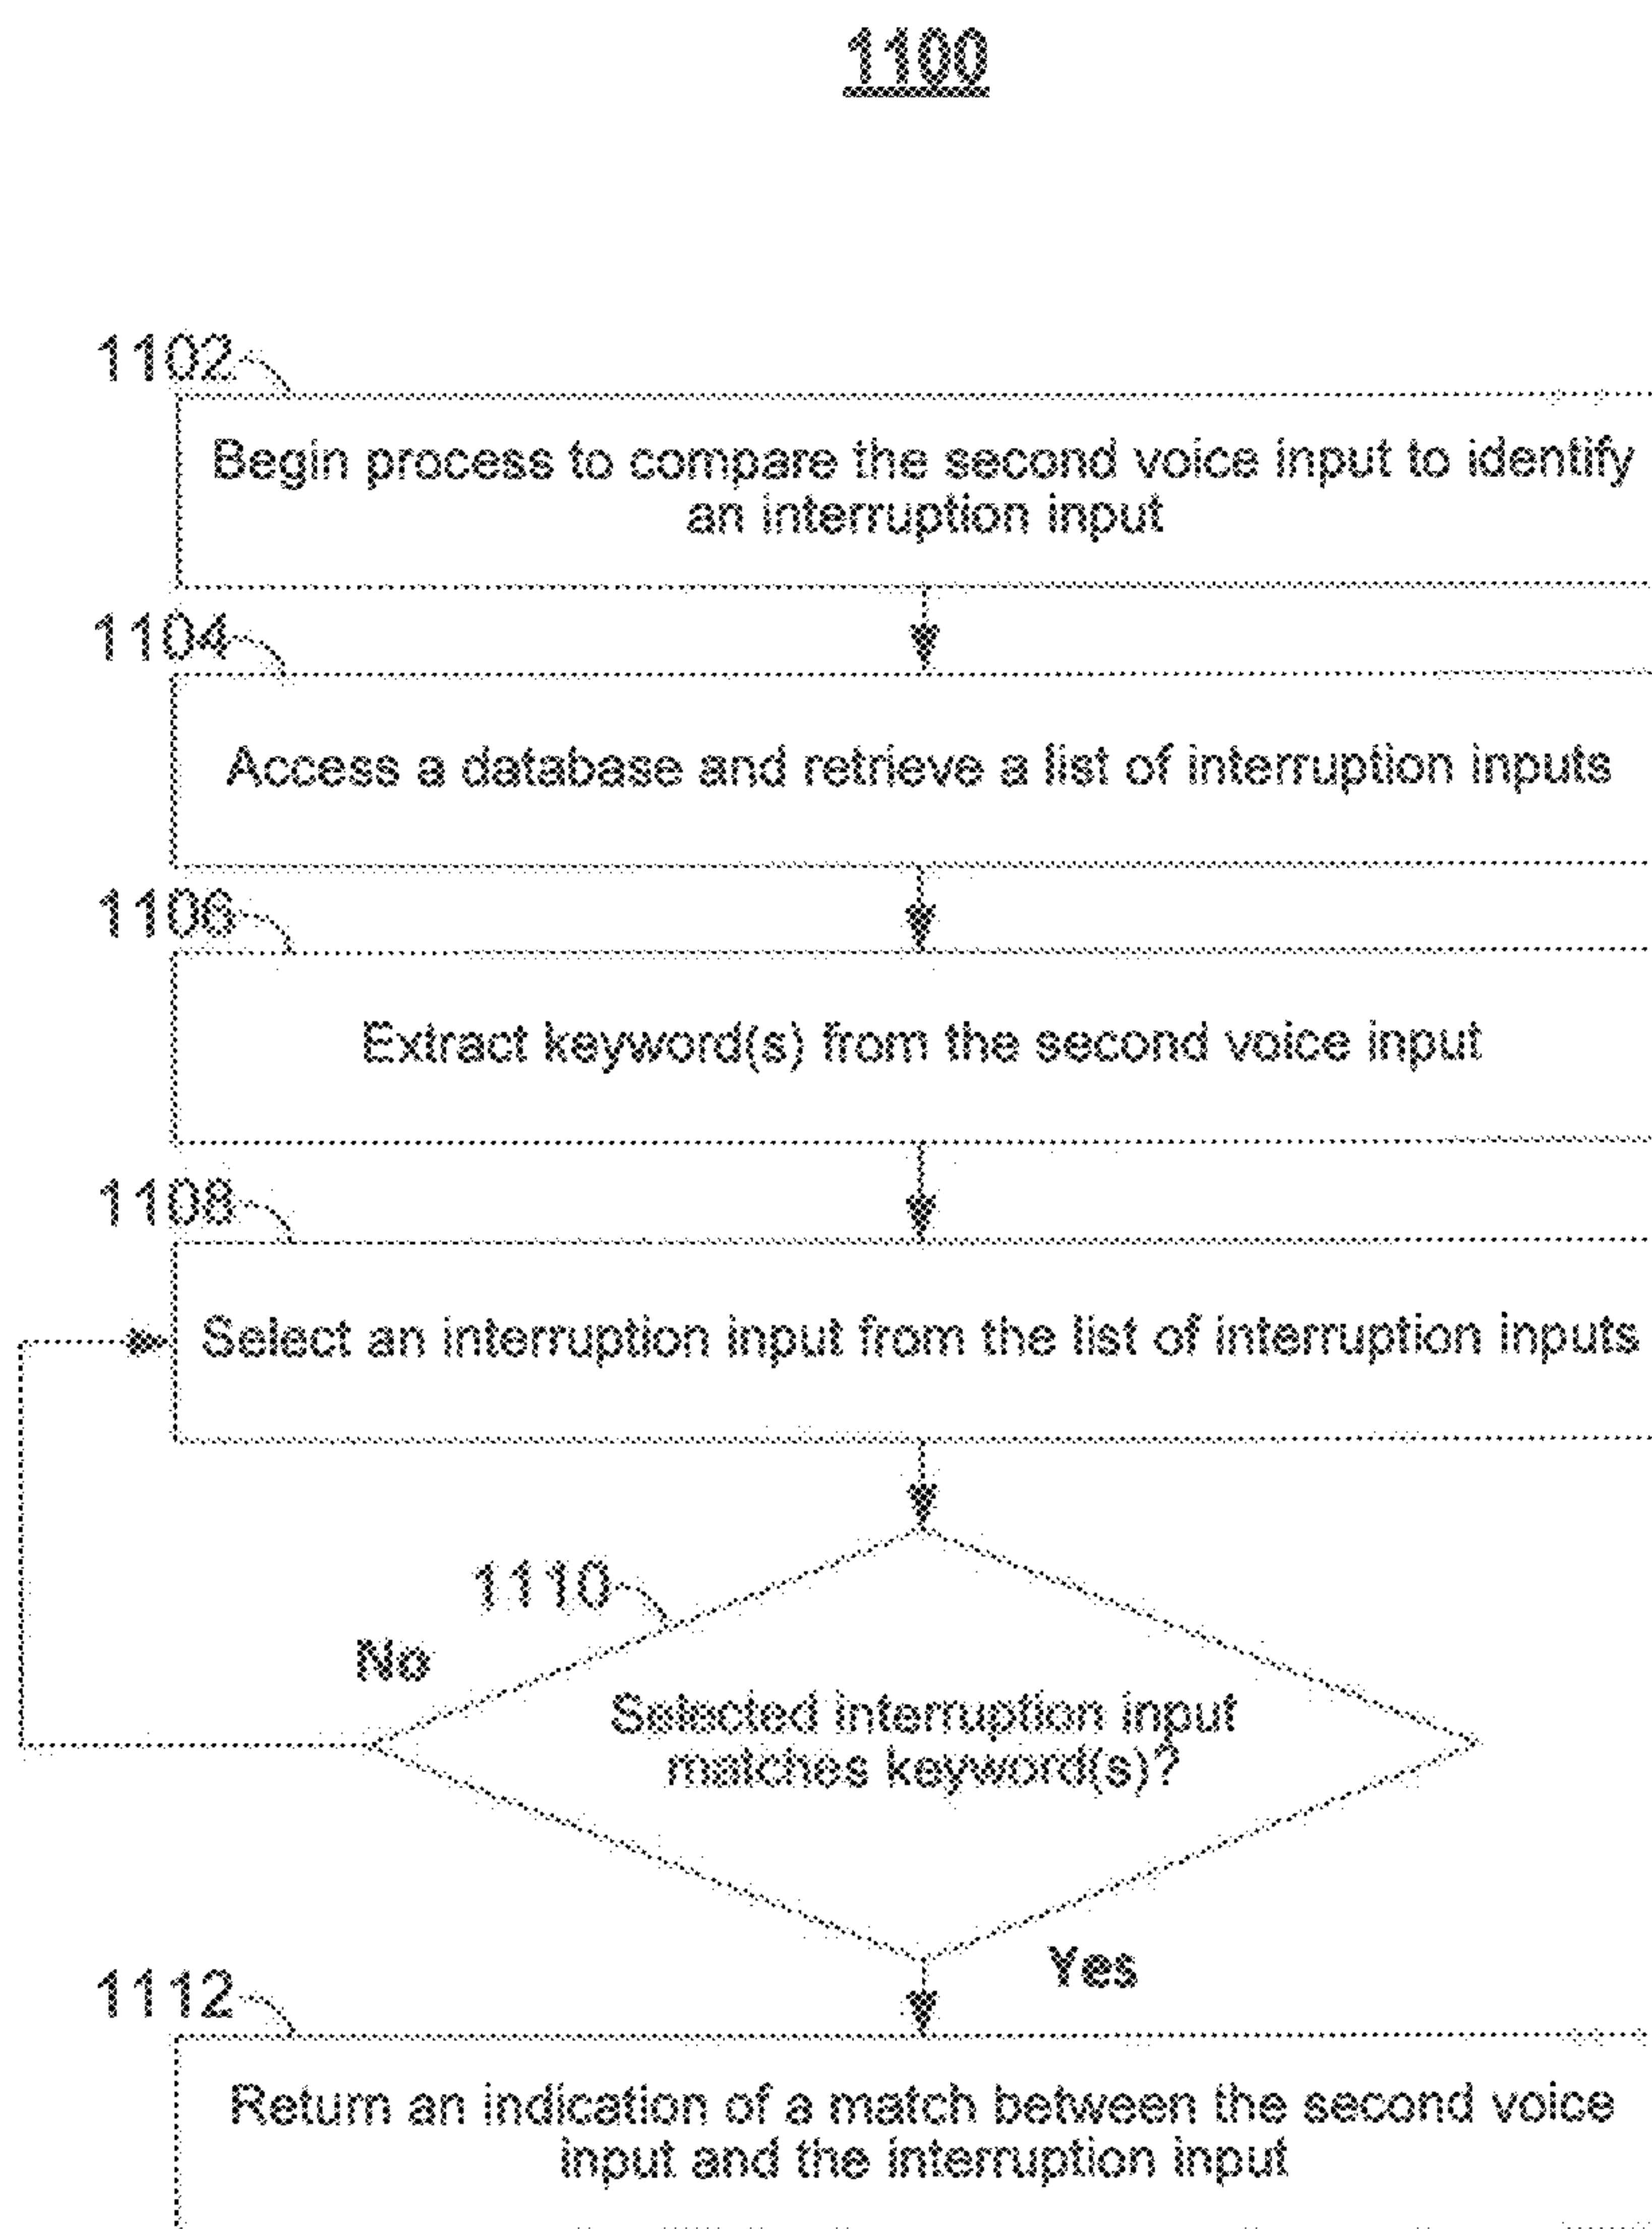 1100
1102
Begin process to compare the second voice input to identify
an interruption input
1104
Access a database and retrieve a list of interruption inputs
1106
Extract keyword(s) from the second voice input
1108
Select an interruption input from the list of interruption inputs
1110
No
Selected interruption input
matches keyword(s)?
Yes
1112
Return an indication of a match between the second voice
input and the interruption input